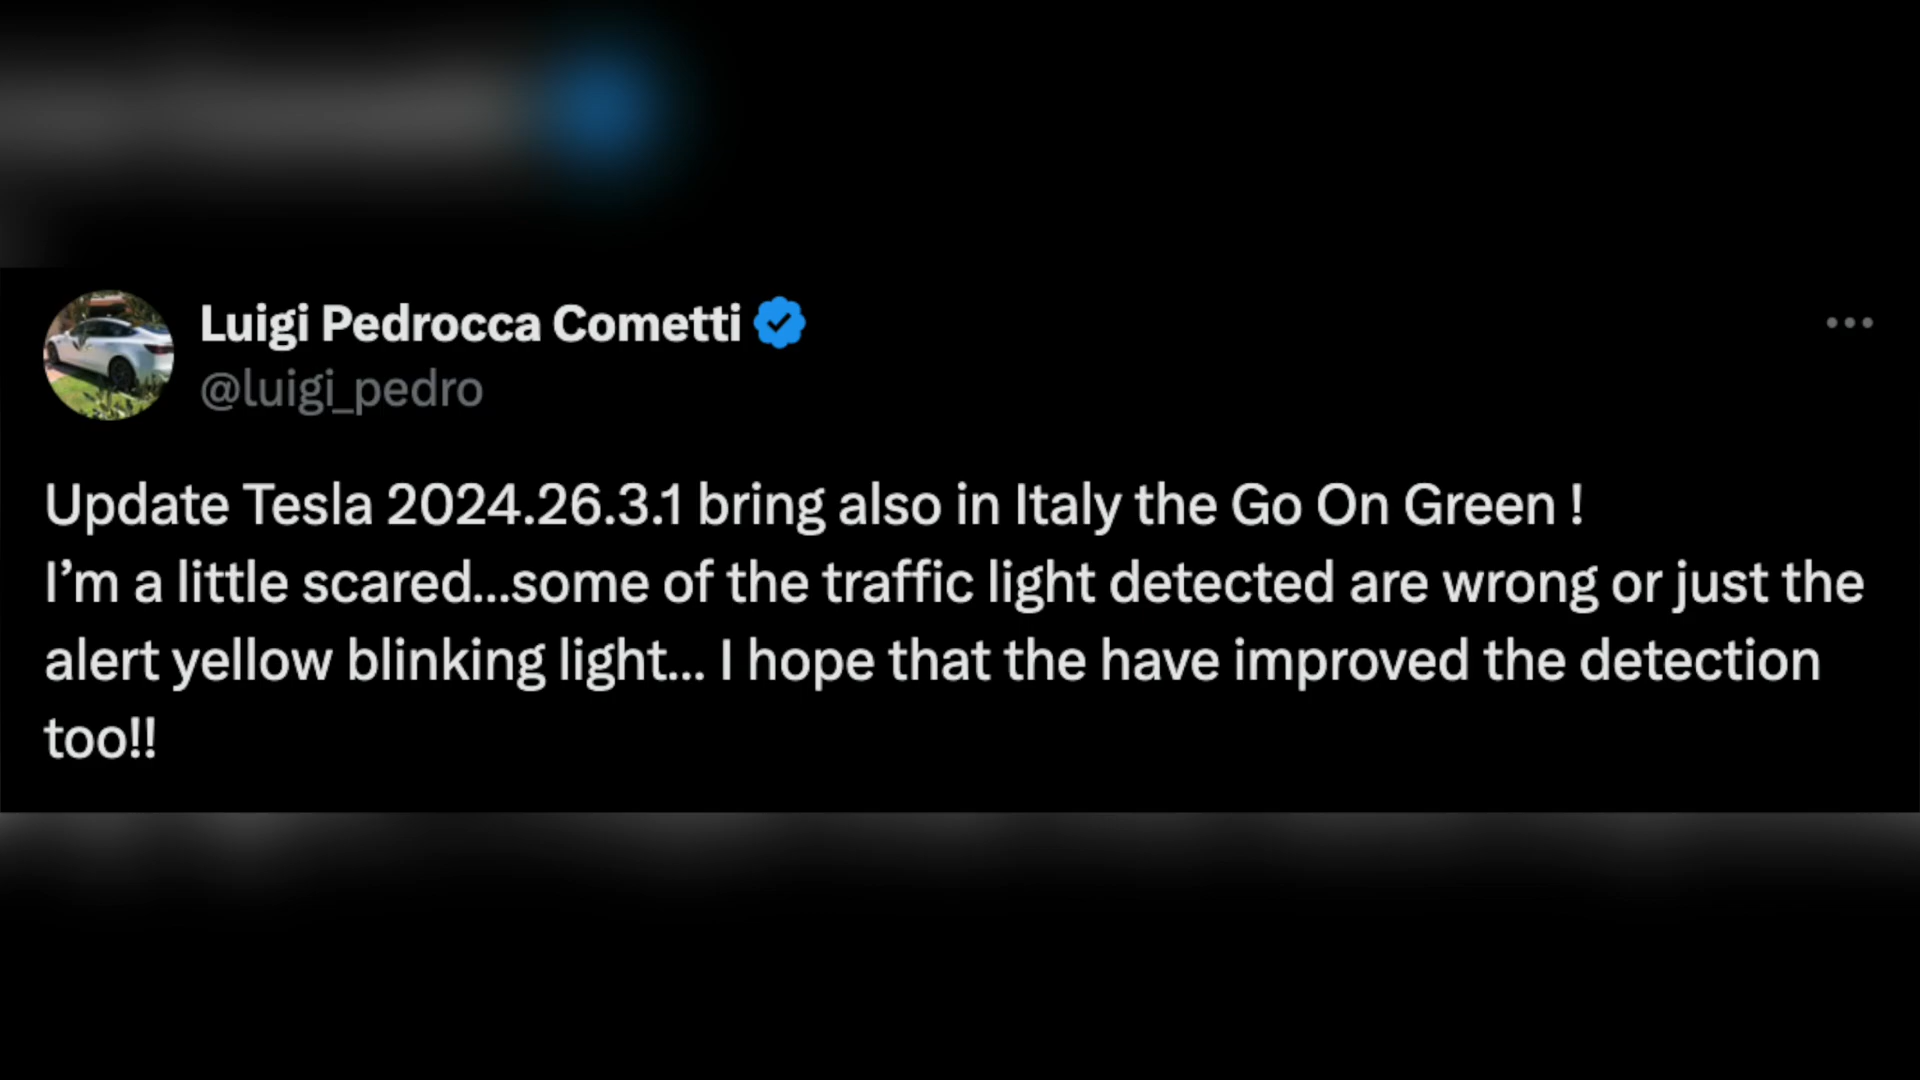 Luigi Pedrocca Cometti
@luigi_pedro
Update Tesla 2024.26.3.1 bring also in Italy the Go On Green !
I’m a little scared...some of the traffic light detected are wrong or just the
alert yellow blinking light... I hope that the have improved the detection
too!!